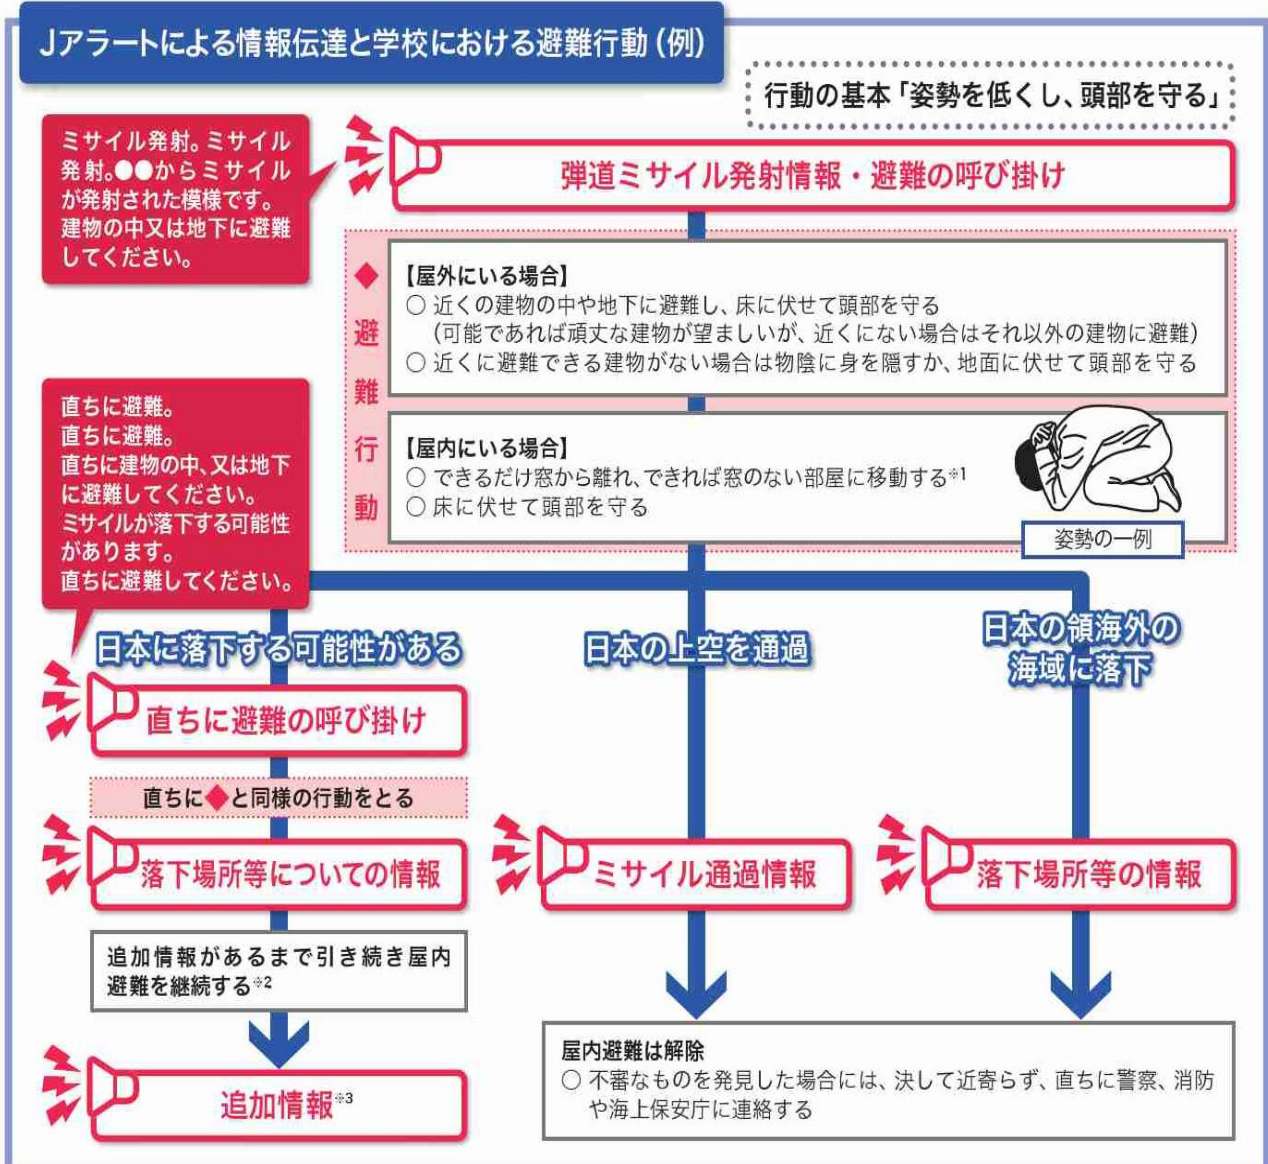 Jアラートによる情報伝達と学校における避難行動（例）
行動の基本「姿勢を低くし、頭部を守る」
ミサイル発射。ミサイル
発射。●●からミサイル
が発射された模様です。
建物の中又は地下に避難
してください。
弾道ミサイル発射情報・避難の呼び掛け
◆避難行動
【屋外にいる場合】
○ 近くの建物の中や地下に避難し、床に伏せて頭部を守る
（可能であれば頑丈な建物が望ましいが、近くにない場合はそれ以外の建物に避難）
○ 近くに避難できる建物がない場合は物陰に身を隠すか、地面に伏せて頭部を守る
【屋内にいる場合】
○ できるだけ窓から離れ、できれば窓のない部屋に移動する※1
○ 床に伏せて頭部を守る
姿勢の一例
直ちに避難。
直ちに避難。
直ちに建物の中、又は地下
に避難してください。
ミサイルが落下する可能性
があります。
直ちに避難してください。
日本に落下する可能性がある
直ちに避難の呼び掛け
直ちに◆と同様の行動をとる
落下場所等についての情報
追加情報があるまで引き続き屋内
避難を継続する※2
追加情報※3
日本の上空を通過
ミサイル通過情報
日本の領海外の
海域に落下
落下場所等の情報
屋内避難は解除
○ 不審なものを発見した場合には、決して近寄らず、直ちに警察、消防
や海上保安庁に連絡する